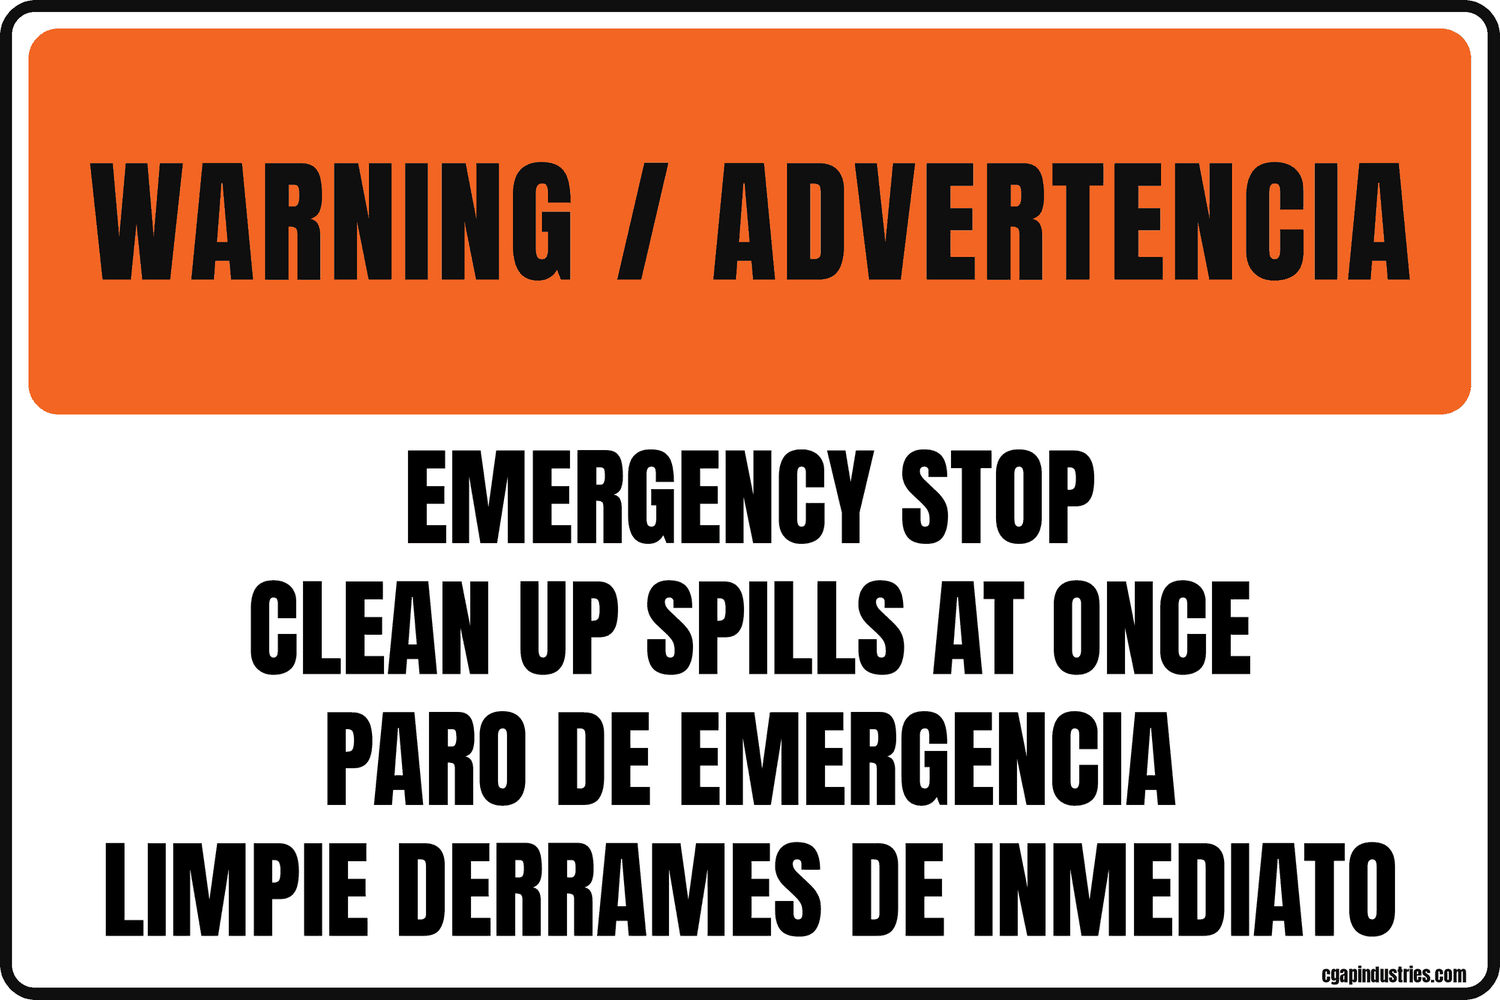 WARNING / ADVERTENCIA
EMERGENCY STOP
CLEAN UP SPILLS AT ONCE
PARO DE EMERGENCIA
LIMPIE DERRAMES DE INMEDIATO
cgapindustries.com